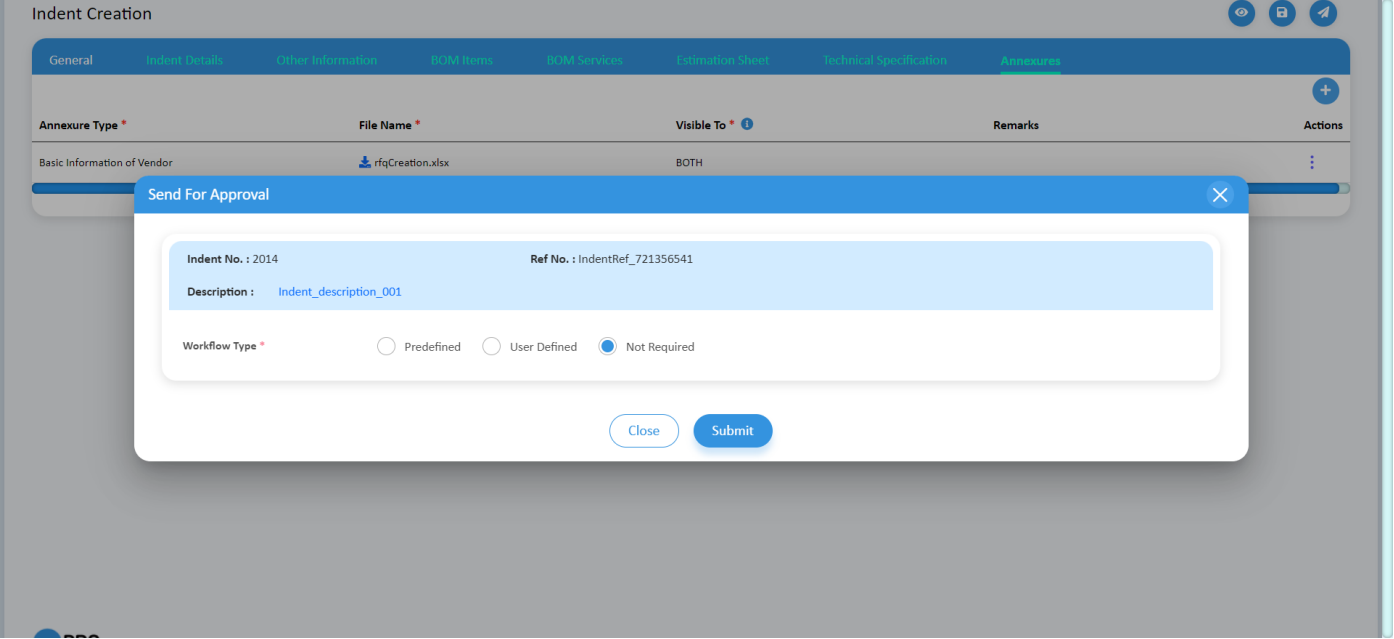 Indent Creation
General Indent Details Other Information BOM Items BOM Services Estimation Sheet Technical Specification Annexures
Annexure Type * File Name * Visible To * Remarks Actions
Basic Information of Vendor rfqCreation.xlsx BOTH
Send For Approval
Indent No. : 2014 Ref No. : IndentRef_721356541
Description : Indent_description_001
Workflow Type * Predefined User Defined Not Required
Close Submit